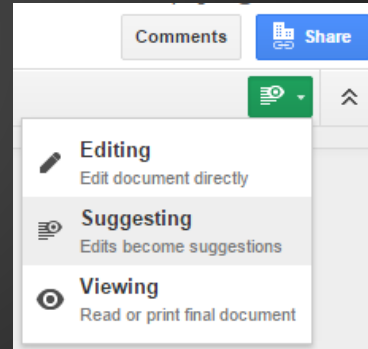 Comments
Share
Editing
Edit document directly
Suggesting
Edits become suggestions
Viewing
Read or print final document